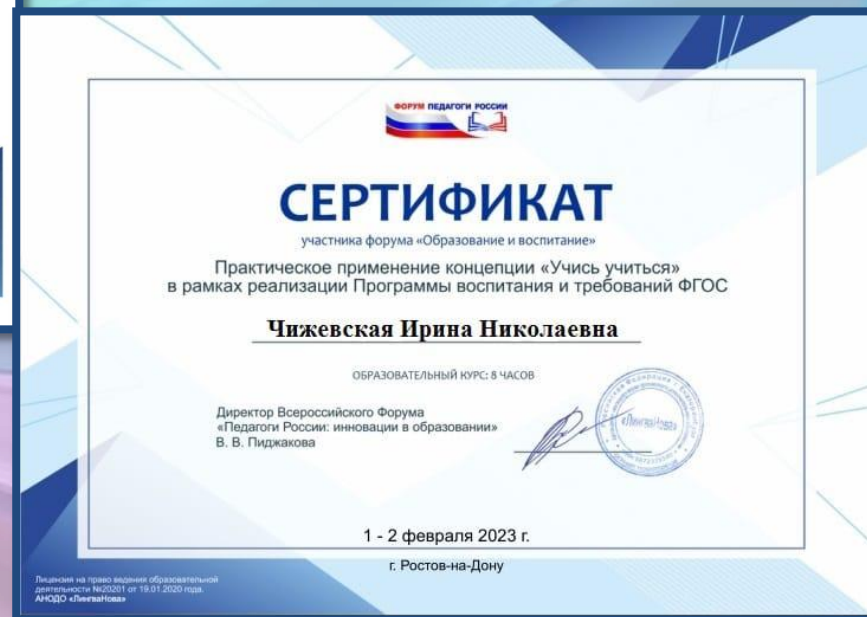 ФОРУМ ПЕДАГОГИ РОССИИ
СЕРТИФИКАТ
участника форума «Образование и воспитание»
Практическое применение концепции «Учись учиться»
в рамках реализации Программы воспитания и требований ФГОС
Чижевская Ирина Николаевна
ОБРАЗОВАТЕЛЬНЫЙ КУРС: 8 ЧАСОВ
Директор Всероссийского Форума
«Педагоги России: инновации в образовании»
В. В. Пиджакова
«ЛингваНова»
1 - 2 февраля 2023 г.
г. Ростов-на-Дону
Лицензия на право ведения образовательной
деятельности №20201 от 19.01.2020 года.
АНОДО «ЛингваНова»